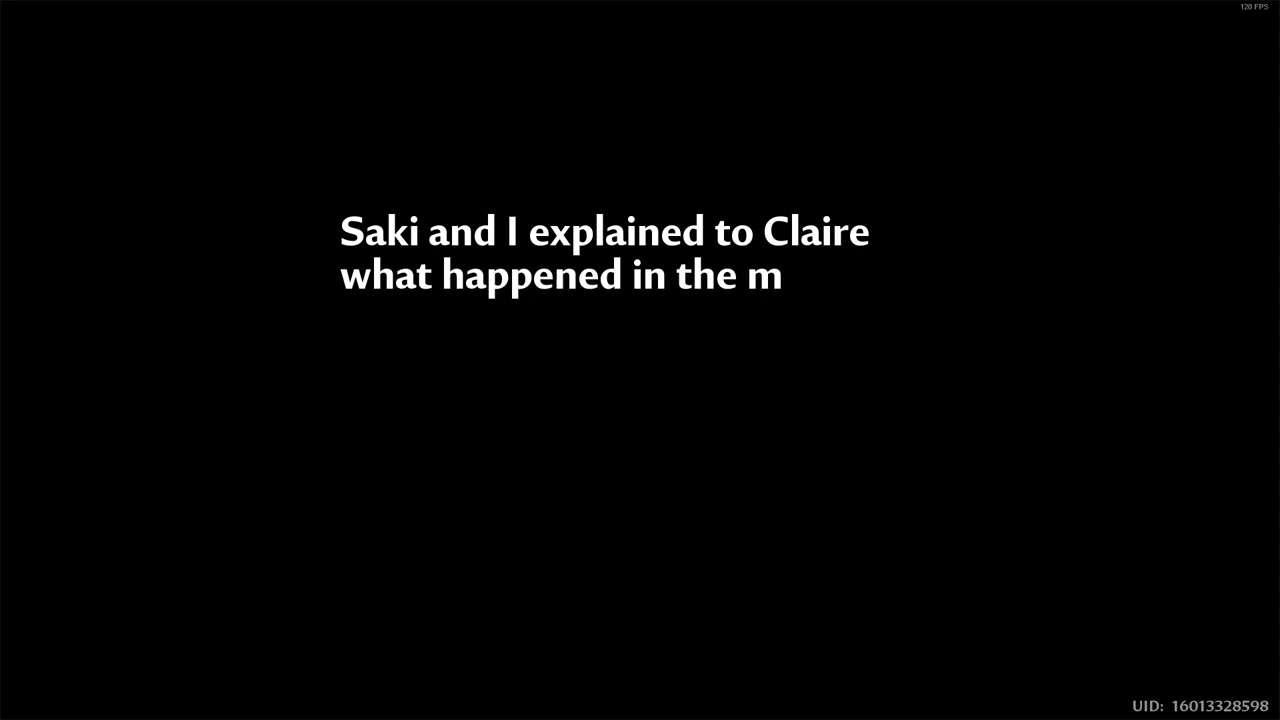 120 FPS
Saki and I explained to Claire
what happened in the m
UID: 16013328598